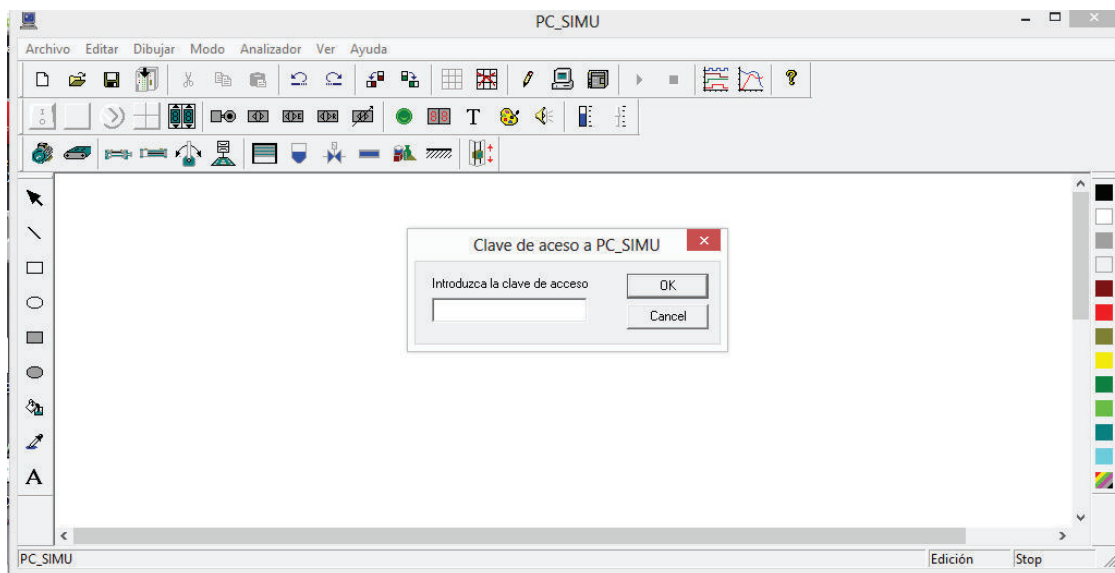 PC_SIMU
Archivo Editar Dibujar Modo Analizador Ver Ayuda
T
A
Clave de aceso a PC_SIMU
Introduzca la clave de acceso
OK
Cancel
PC_SIMU Edición Stop